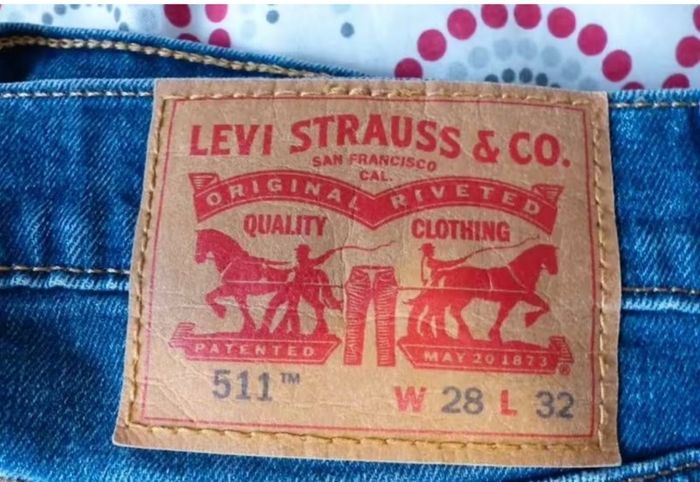 LEVI STRAUSS & CO.
SAN FRANCISCO
CAL.
ORIGINAL RIVETED
QUALITY CLOTHING
PATENTED MAY 20 1873 ®
511™ W 28 L 32